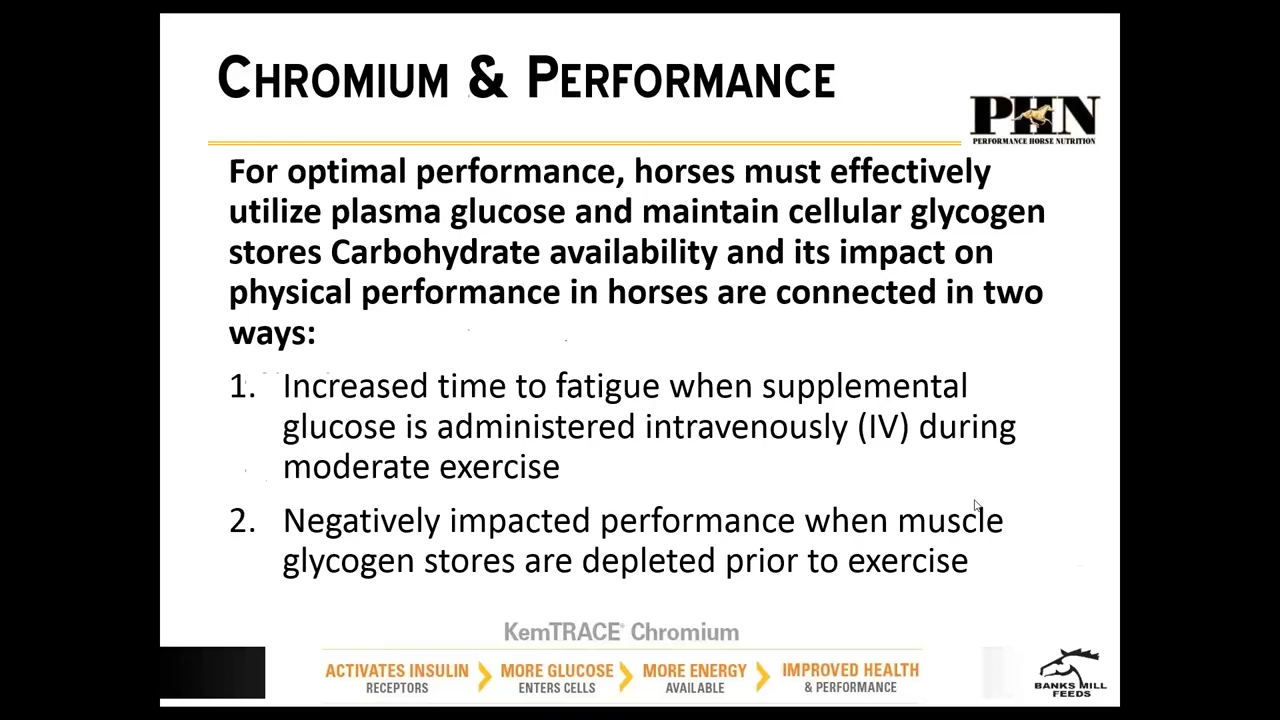 CHROMIUM & PERFORMANCE
PHN
PERFORMANCE HORSE NUTRITION
For optimal performance, horses must effectively
utilize plasma glucose and maintain cellular glycogen
stores Carbohydrate availability and its impact on
physical performance in horses are connected in two
ways:
1. Increased time to fatigue when supplemental
glucose is administered intravenously (IV) during
moderate exercise
2. Negatively impacted performance when muscle
glycogen stores are depleted prior to exercise
KemTRACE® Chromium
ACTIVATES INSULIN
RECEPTORS
MORE GLUCOSE
ENTERS CELLS
MORE ENERGY
AVAILABLE
IMPROVED HEALTH
& PERFORMANCE
BANKS MILL
FEEDS